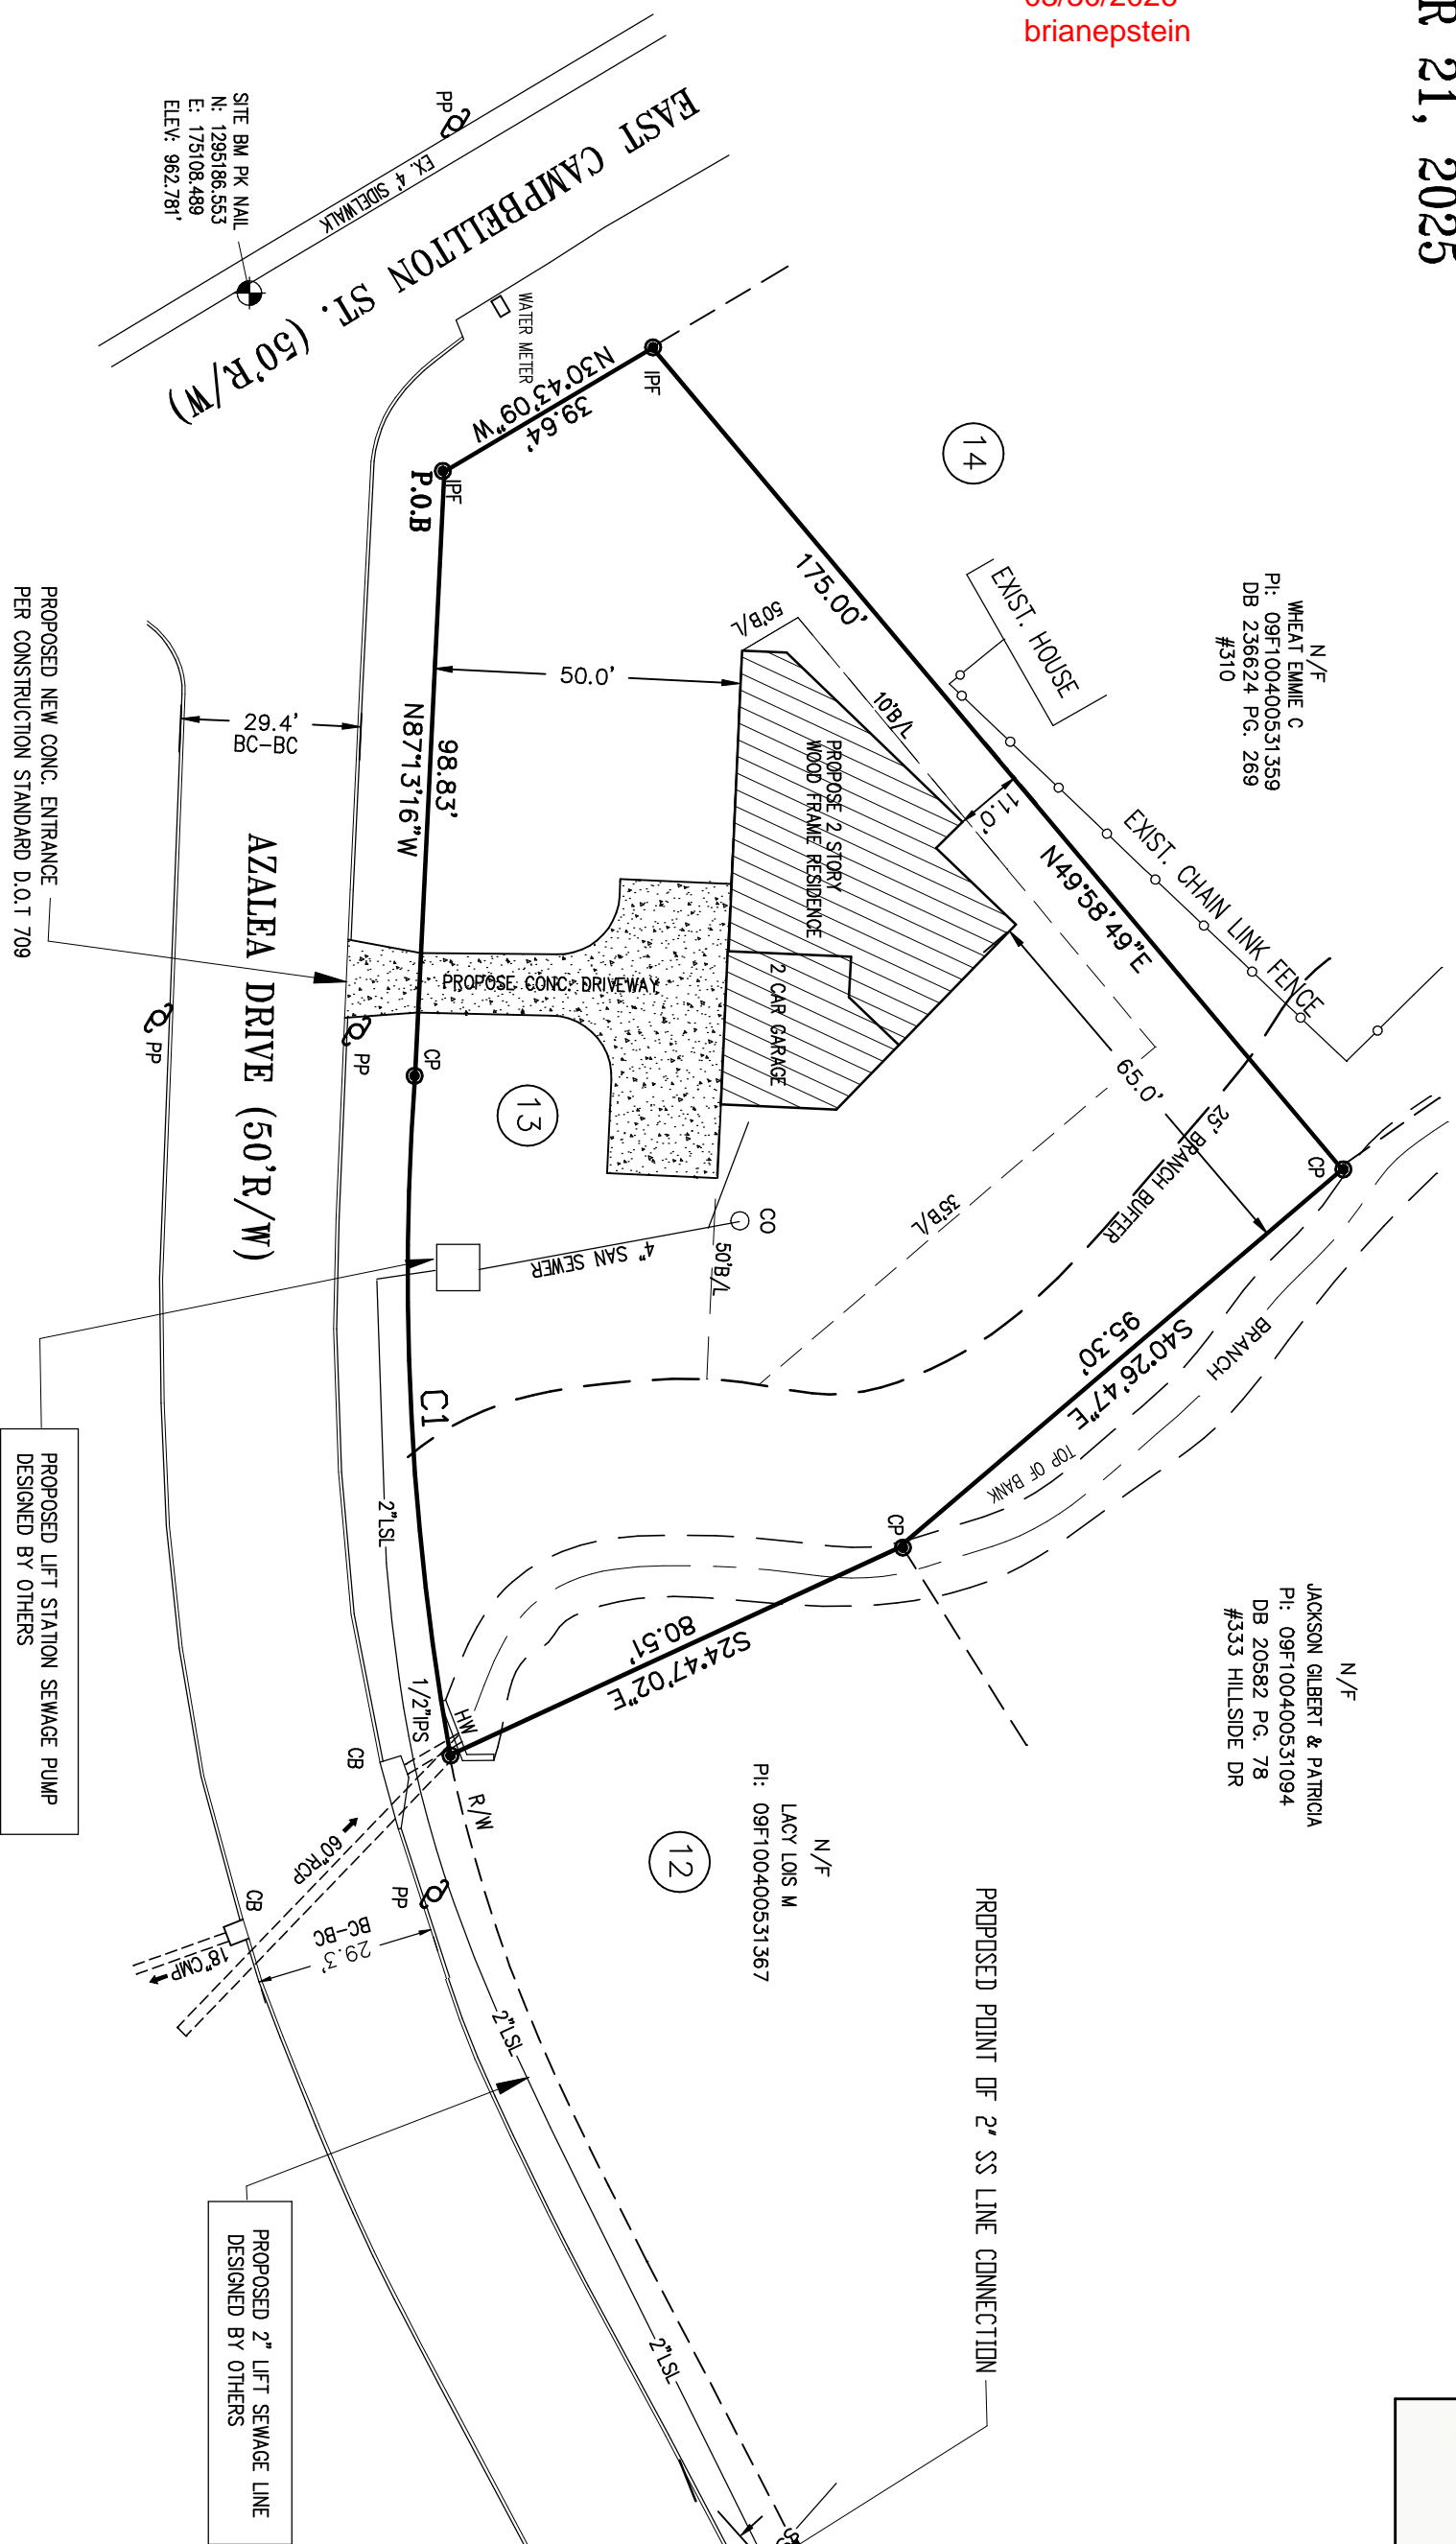 R 21, 2025
brianepstein
EAST CAMPBELLTON ST. (50'R/W)
EX. 4' SIDELWALK
PP
SITE BM PK NAIL
N: 1295186.553
E: 175108.489
ELEV: 962.781'
WATER METER
N30°43'09"W
39.64'
IPF
IPF
P.O.B
14
N/F
WHEAT EMMIE C
PI: 09F100400531359
DB 236624 PG. 269
#310
EXIST. HOUSE
EXIST. CHAIN LINK FENCE
175.00'
N49°58'49"E
50'B/L
10'B/L
11.0'
50.0'
PROPOSE 2 STORY
WOOD FRAME RESIDENCE
2 CAR GARAGE
65.0'
25' BRANCH BUFFER
35'B/L
CP
98.83'
N87°13'16"W
29.4'
BC-BC
PROPOSED NEW CONC. ENTRANCE
PER CONSTRUCTION STANDARD D.O.T 709
AZALEA DRIVE (50'R/W)
PROPOSE CONC. DRIVEWAY
PP
PP
CP
13
CO
4" SAN SEWER
50'B/L
BRANCH
S40°26'47"E
95.30'
TOP OF BANK
CP
C1
2"LSL
S24°47'02"E
80.51'
1/2"IPS
HW
R/W
CB
PROPOSED LIFT STATION SEWAGE PUMP
DESIGNED BY OTHERS
N/F
JACKSON GILBERT & PATRICIA
PI: 09F100400531094
DB 20582 PG. 78
#333 HILLSIDE DR
N/F
LACY LOIS M
PI: 09F100400531367
12
60"RCP
PP
CB
29.3'
BC-BC
18"CMP
2"LSL
PROPOSED POINT OF 2" SS LINE CONNECTION
2"LSL
PROPOSED 2" LIFT SEWAGE LINE
DESIGNED BY OTHERS